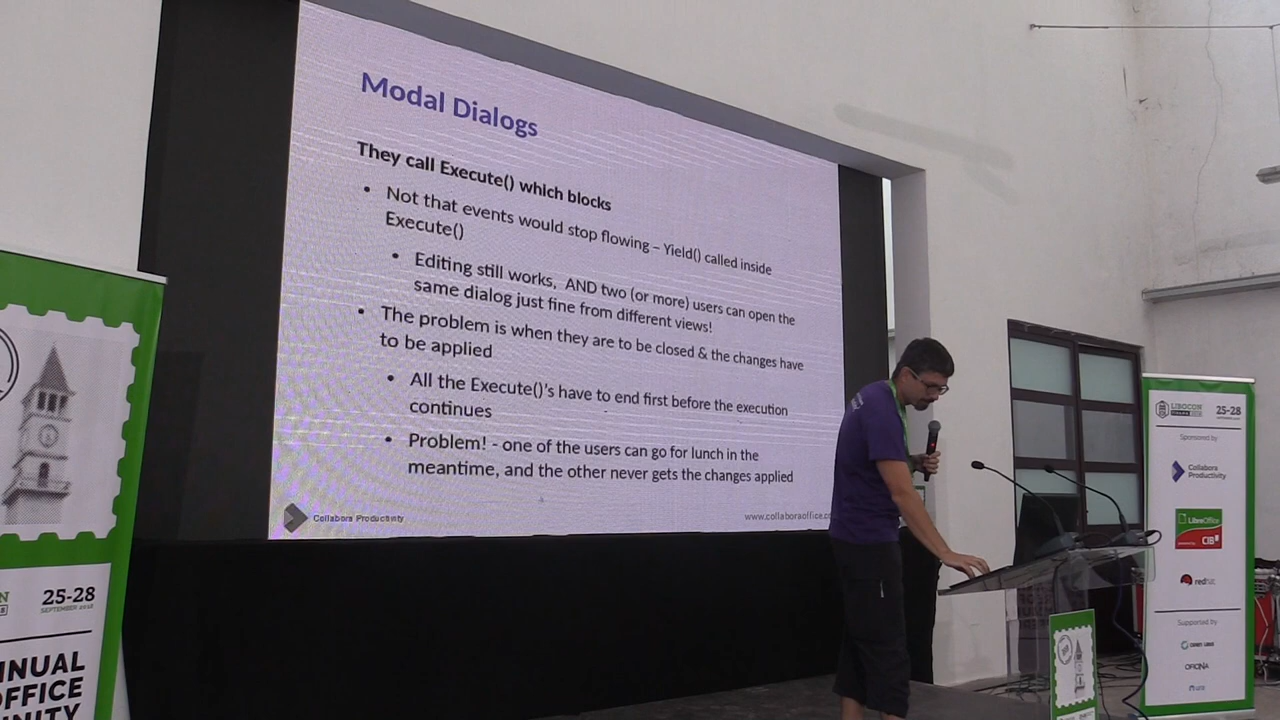 Modal Dialogs
They call Execute() which blocks
• Not that events would stop flowing – Yield() called inside
Execute()
• Editing still works, AND two (or more) users can open the
same dialog just fine from different views!
• The problem is when they are to be closed & the changes have
to be applied
• All the Execute()'s have to end first before the execution
continues
• Problem! - one of the users can go for lunch in the
meantime, and the other never gets the changes applied
Collabora Productivity
www.collaboraoffice.c
25-28
SEPTEMBER 2018
NNUAL
OFFICE
UNITY
LIBOCON
25-28
Sponsored by
Collabora
Productivity
LibreOffice
CIB
redhat
Supported by
OFICINA